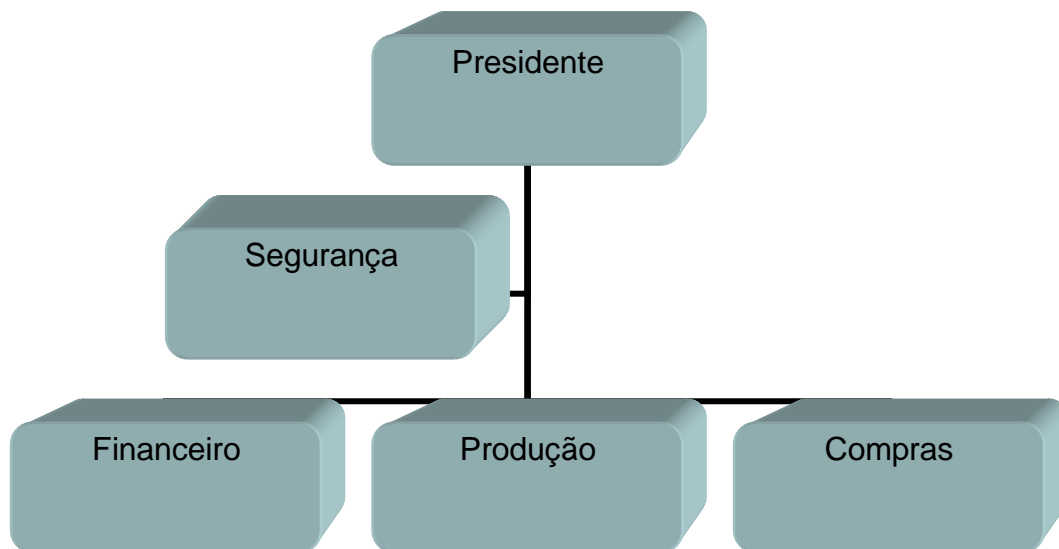 Presidente
Segurança
Financeiro
Produção
Compras